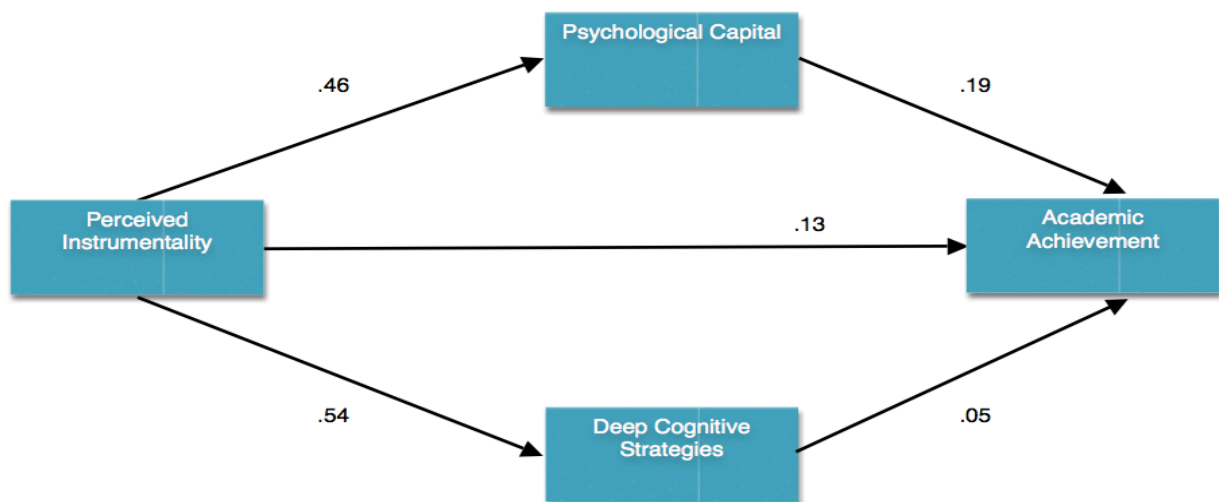 Psychological Capital
.46
.19
Perceived
Instrumentality
.13
Academic
Achievement
.54
.05
Deep Cognitive
Strategies